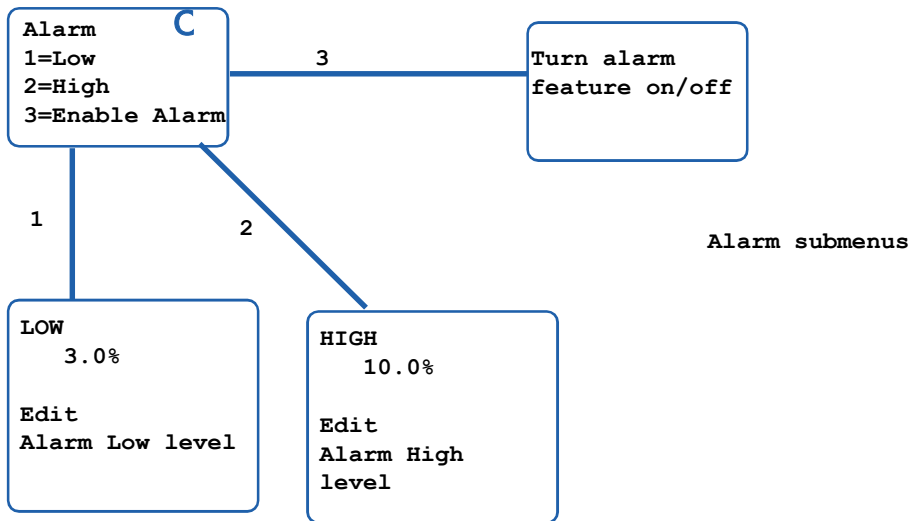 Alarm
C
1=Low
2=High
3=Enable Alarm
3
Turn alarm
feature on/off
1
2
Alarm submenus
LOW
3.0%
Edit
Alarm Low level
HIGH
10.0%
Edit
Alarm High
level